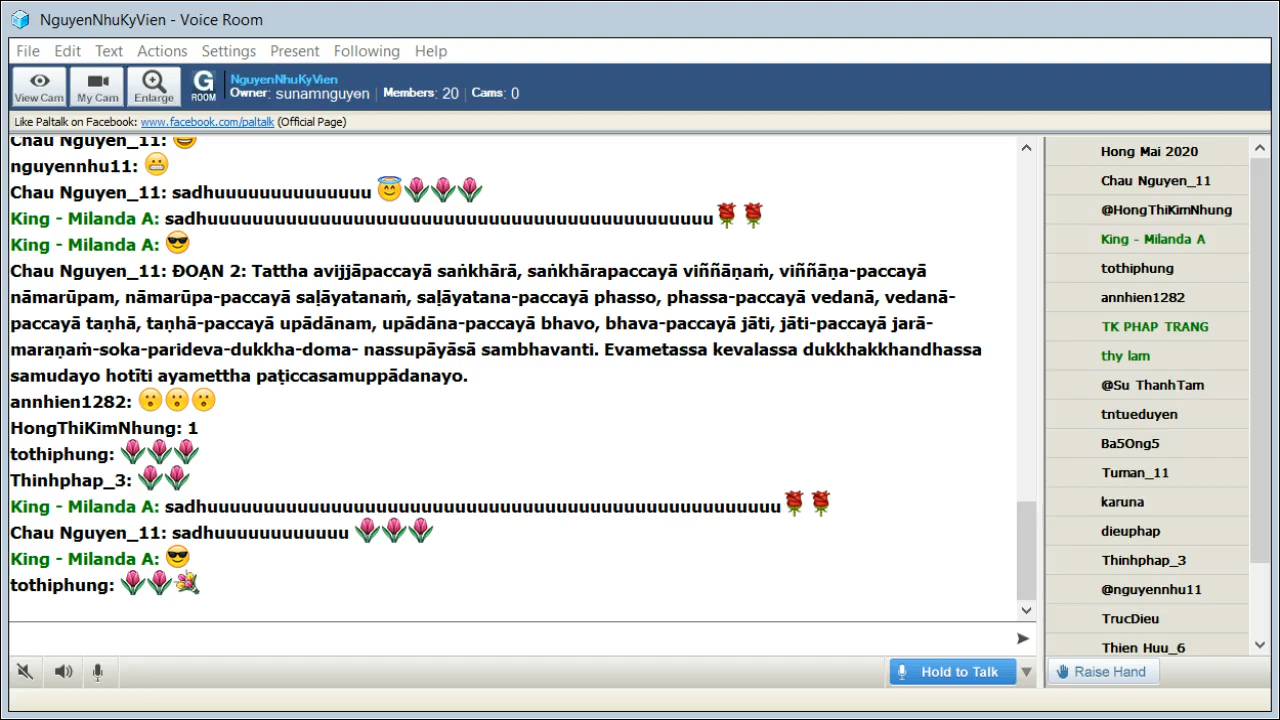 NguyenNhuKyVien - Voice Room
File Edit Text Actions Settings Present Following Help
View Cam
My Cam
Enlarge
G
ROOM
NguyenNhuKyVien
Owner: sunamnguyen | Members: 20 | Cams: 0
Like Paltalk on Facebook: www.facebook.com/paltalk (Official Page)
Chau Nguyen_11: 😄
nguyennhu11: 😬
Chau Nguyen_11: sadhuuuuuuuuuuuuuu 😇🌷🌷🌷
King - Milanda A: sadhuuuuuuuuuuuuuuuuuuuuuuuuuuuuuuuuuuuuuuuuuuuuu🌹🌹
King - Milanda A: 😎
Chau Nguyen_11: ĐOẠN 2: Tattha avijjāpaccayā saṅkhārā, saṅkhārapaccayā viññāṇaṁ, viññāṇa-paccayā
nāmarūpam, nāmarūpa-paccayā saḷāyatanaṁ, saḷāyatana-paccayā phasso, phassa-paccayā vedanā, vedanā-
paccayā taṇhā, taṇhā-paccayā upādānam, upādāna-paccayā bhavo, bhava-paccayā jāti, jāti-paccayā jarā-
maraṇaṁ-soka-parideva-dukkha-doma- nassupāyāsā sambhavanti. Evametassa kevalassa dukkhakkhandhassa
samudayo hotīti ayamettha paṭiccasamuppādanayo.
annhien1282: 😮😮😮
HongThiKimNhung: 1
tothiphung: 🌷🌷🌷
Thinhphap_3: 🌷🌷
King - Milanda A: sadhuuuuuuuuuuuuuuuuuuuuuuuuuuuuuuuuuuuuuuuuuuuuuuuuuuu🌹🌹
Chau Nguyen_11: sadhuuuuuuuuuuuu 🌷🌷🌷
King - Milanda A: 😎
tothiphung: 🌷🌷💐
Hold to Talk
Hong Mai 2020
Chau Nguyen_11
@HongThiKimNhung
King - Milanda A
tothiphung
annhien1282
TK PHAP TRANG
thy lam
@Su ThanhTam
tntueduyen
Ba5Ong5
Tuman_11
karuna
dieuphap
Thinhphap_3
@nguyennhu11
TrucDieu
Thien Huu_6
Raise Hand